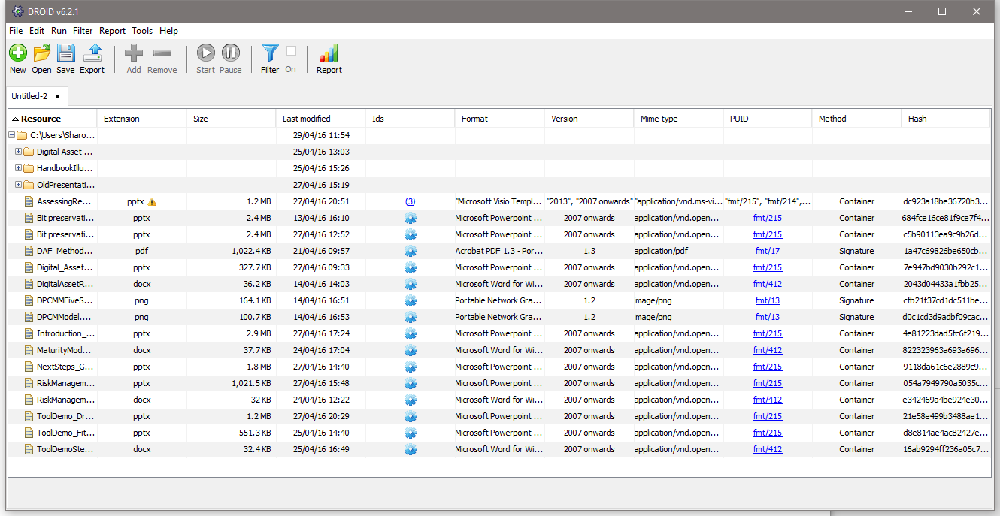 DROID v6.2.1
File Edit Run Filter Report Tools Help
New Open Save Export Add Remove Start Pause Filter On Report
Untitled-2
Resource Extension Size Last modified Ids Format Version Mime type PUID Method Hash
C:\Users\Sharo... 29/04/16 11:54
Digital Asset ... 25/04/16 13:03
HandbookIllu... 26/04/16 15:26
OldPresentati... 27/04/16 15:19
AssessingRe... pptx 1.2 MB 27/04/16 20:51 (3) "Microsoft Visio Templ... "2013", "2007 onwards" "application/vnd.ms-vi... "fmt/215", "fmt/214",... Container dc923a18be36720b3...
Bit preservati... pptx 2.4 MB 13/04/16 16:10 Microsoft Powerpoint ... 2007 onwards application/vnd.open... fmt/215 Container 684fce16ce81f9ce7f4...
Bit preservati... pptx 2.4 MB 27/04/16 12:52 Microsoft Powerpoint ... 2007 onwards application/vnd.open... fmt/215 Container c5b90113ea9c9b26d...
DAF_Method... pdf 1,022.4 KB 21/04/16 09:57 Acrobat PDF 1.3 - Por... 1.3 application/pdf fmt/17 Signature 1a47c69826be650cb...
Digital_Asset... pptx 327.7 KB 27/04/16 09:33 Microsoft Powerpoint ... 2007 onwards application/vnd.open... fmt/215 Container 7e947bd9030b292c1...
DigitalAssetR... docx 36.2 KB 14/04/16 14:03 Microsoft Word for Wi... 2007 onwards application/vnd.open... fmt/412 Container 2043d04433a1fbb25...
DPCMMFiveS... png 164.1 KB 14/04/16 16:51 Portable Network Gra... 1.2 image/png fmt/13 Signature cfb21f37cd1dc511be...
DPCMModel.... png 100.7 KB 14/04/16 16:53 Portable Network Gra... 1.2 image/png fmt/13 Signature d0c1cd3d9adbf09cac...
Introduction_... pptx 2.9 MB 27/04/16 17:24 Microsoft Powerpoint ... 2007 onwards application/vnd.open... fmt/215 Container 4e81223dad5fc6f219...
MaturityMod... docx 37.7 KB 24/04/16 17:04 Microsoft Word for Wi... 2007 onwards application/vnd.open... fmt/412 Container 822323963a693a696...
NextSteps_G... pptx 1.8 MB 27/04/16 14:40 Microsoft Powerpoint ... 2007 onwards application/vnd.open... fmt/215 Container 9118da61c6e2889c9...
RiskManagem... pptx 1,021.5 KB 27/04/16 15:48 Microsoft Powerpoint ... 2007 onwards application/vnd.open... fmt/215 Container 054a7949790a5035c...
RiskManagem... docx 32 KB 24/04/16 12:22 Microsoft Word for Wi... 2007 onwards application/vnd.open... fmt/412 Container e342469a4be924e30...
ToolDemo_Dr... pptx 1.2 MB 27/04/16 20:29 Microsoft Powerpoint ... 2007 onwards application/vnd.open... fmt/215 Container 21e58e499b3488ae1...
ToolDemo_Fit... pptx 551.3 KB 25/04/16 14:40 Microsoft Powerpoint ... 2007 onwards application/vnd.open... fmt/215 Container d8e814ae4ac82427e...
ToolDemoSte... docx 32.4 KB 25/04/16 16:49 Microsoft Word for Wi... 2007 onwards application/vnd.open... fmt/412 Container 16ab9294ff236a05c7...